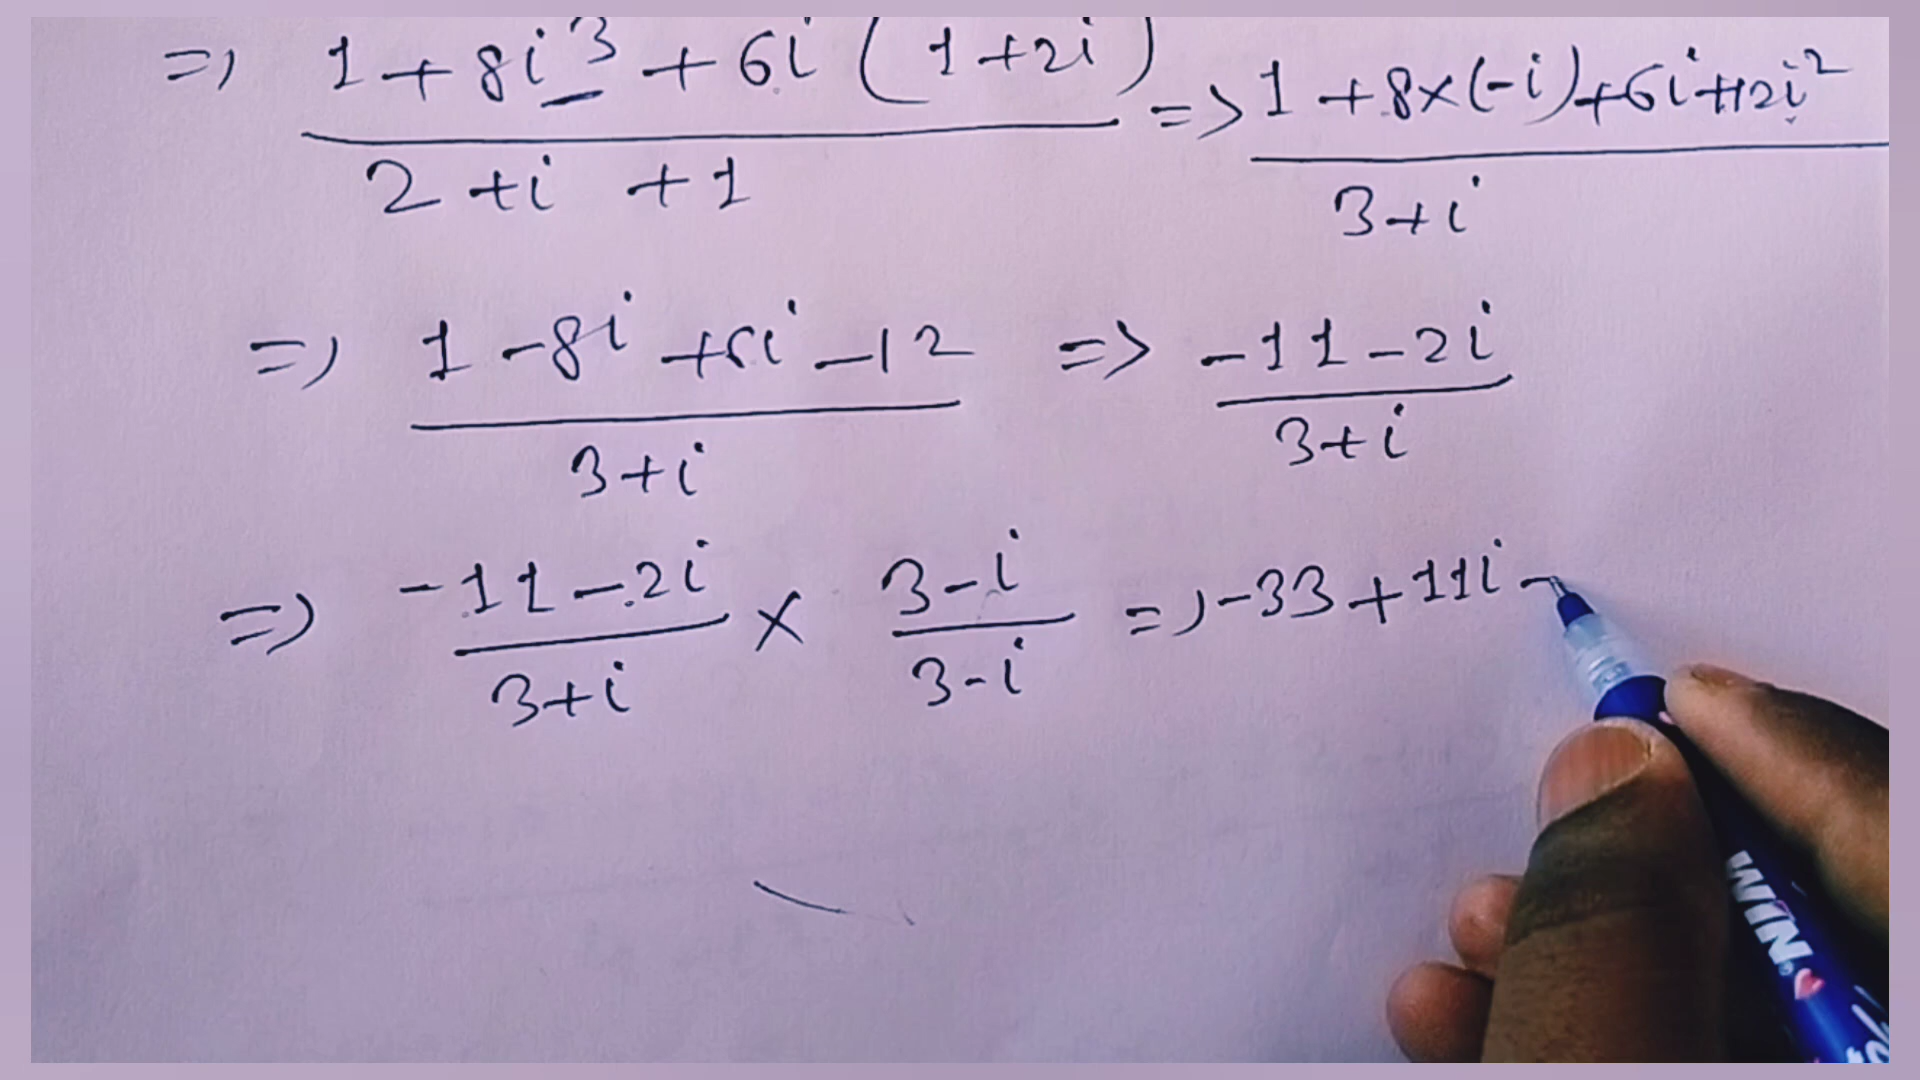 => 1+8i³+6i(1+2i) / 2+i+1 => 1+8×(-i)+6i+12i² / 3+i
=> 1-8i+6i-12 / 3+i => -11-2i / 3+i
=> -11-2i / 3+i × 3-i / 3-i => -33+11i-
WIN